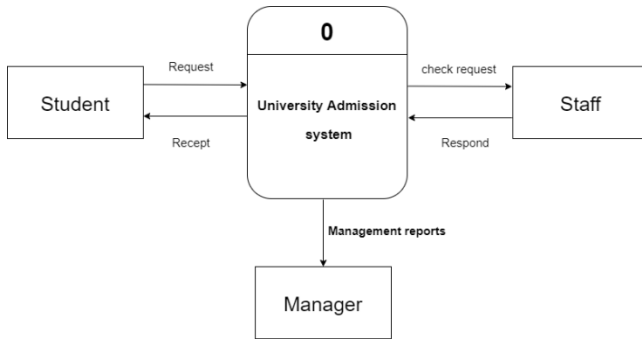 0
Request
check request
Student
University Admission
system
Staff
Recept
Respond
Management reports
Manager